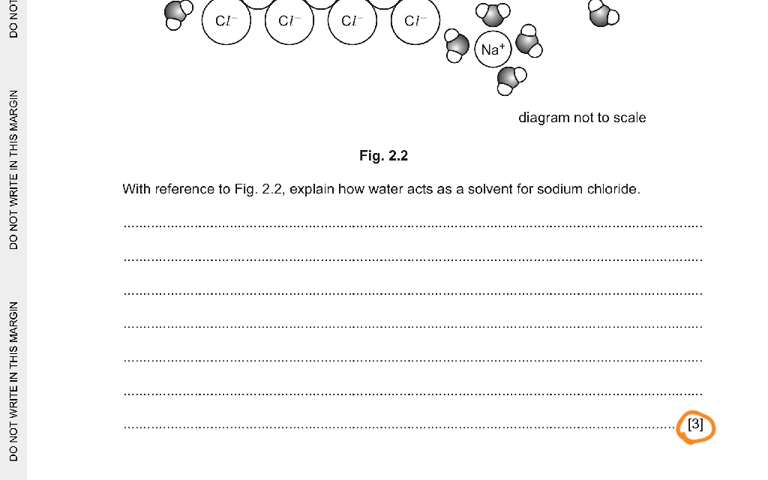 DO NOT
Cl⁻ Cl⁻ Cl⁻ Cl⁻
Na⁺
diagram not to scale
Fig. 2.2
DO NOT WRITE IN THIS MARGIN
With reference to Fig. 2.2, explain how water acts as a solvent for sodium chloride.
DO NOT WRITE IN THIS MARGIN
[3]